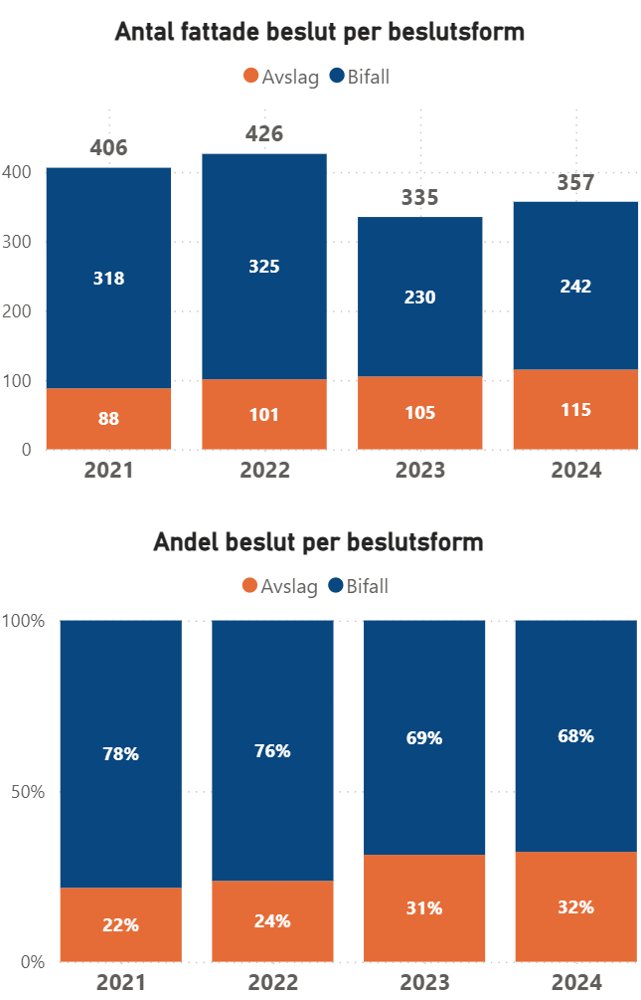 Antal fattade beslut per beslutsform
Avslag Bifall
406 426 335 357
400
300
200
100
0
318 325 230 242
88 101 105 115
2021 2022 2023 2024
Andel beslut per beslutsform
Avslag Bifall
100%
50%
0%
78% 76% 69% 68%
22% 24% 31% 32%
2021 2022 2023 2024